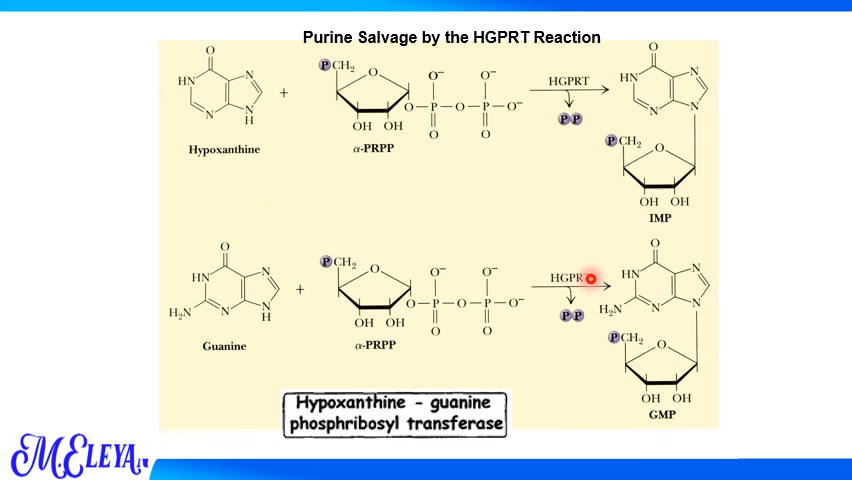 Purine Salvage by the HGPRT Reaction
O
HN
N
N
N
H
Hypoxanthine
+
P CH2
O
OH OH
O–P–O–P–O−
O− O−
O O
α-PRPP
HGPRT
P P
O
HN
N
N
N
P CH2
O
OH OH
IMP
O
HN
H2N
N
N
N
H
Guanine
+
P CH2
O
OH OH
O–P–O–P–O−
O− O−
O O
α-PRPP
HGPR
P P
O
HN
H2N
N
N
N
P CH2
O
OH OH
GMP
Hypoxanthine - guanine
phosphribosyl transferase
M.ELEYAN